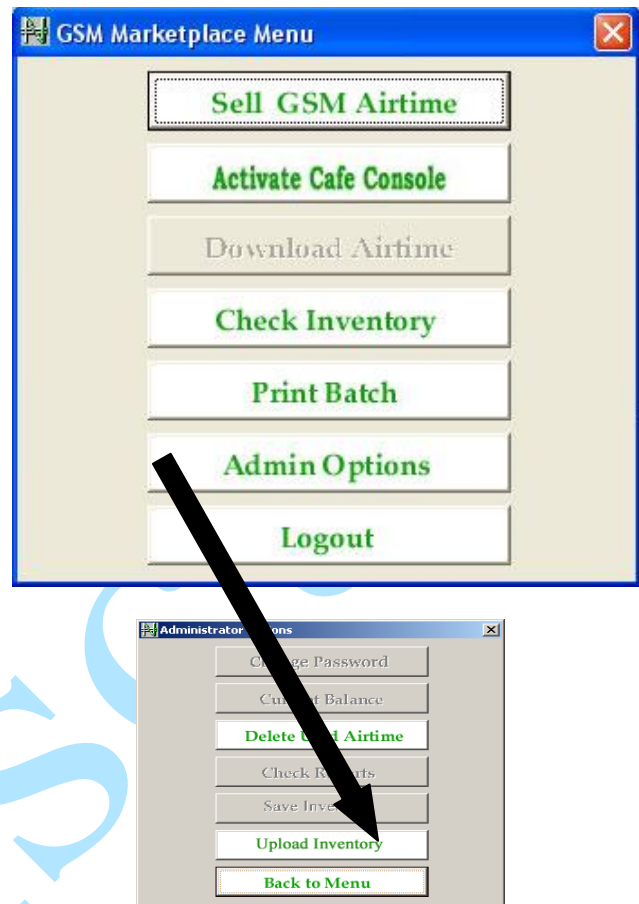 GSM Marketplace Menu
Sell GSM Airtime
Activate Cafe Console
Download Airtime
Check Inventory
Print Batch
Admin Options
Logout
Administrator
Password
Balance
Delete Airtime
Check
Save
Upload Inventory
Back to Menu